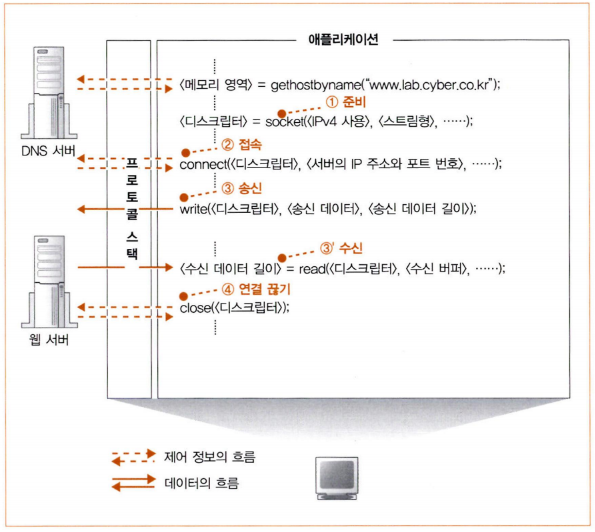 애플리케이션
〈메모리 영역〉 = gethostbyname(“www.lab.cyber.co.kr”);
① 준비
〈디스크립터〉 = socket(〈IPv4 사용〉, 〈스트림형〉, ……);
DNS 서버
② 접속
connect(〈디스크립터〉, 〈서버의 IP 주소와 포트 번호〉, ……);
프로토콜 스택
③ 송신
write(〈디스크립터〉, 〈송신 데이터〉, 〈송신 데이터 길이〉);
③′ 수신
〈수신 데이터 길이〉 = read(〈디스크립터〉, 〈수신 버퍼〉, ……);
④ 연결 끊기
close(〈디스크립터〉);
웹 서버
제어 정보의 흐름
데이터의 흐름